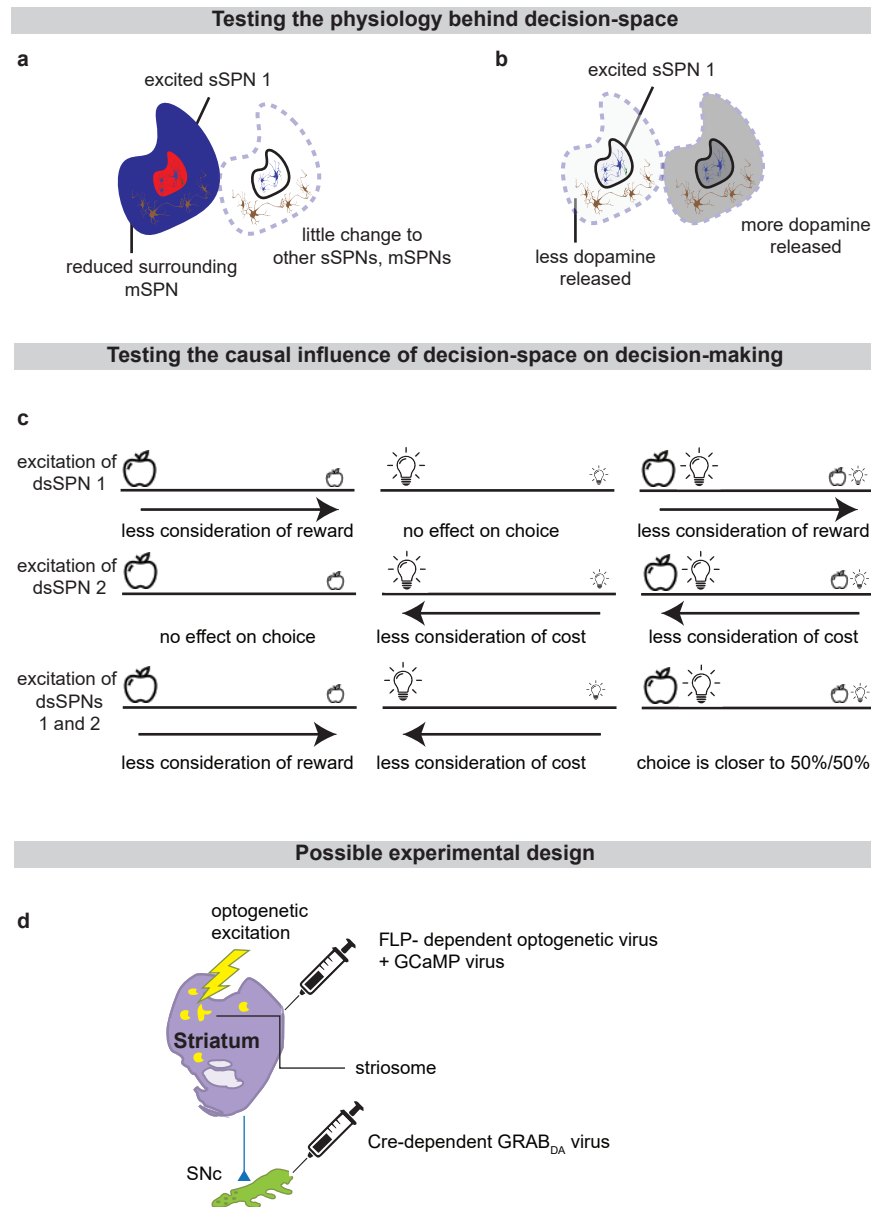 Testing the physiology behind decision-space
a
excited sSPN 1
reduced surrounding
mSPN
little change to
other sSPNs, mSPNs
b
excited sSPN 1
less dopamine
released
more dopamine
released
Testing the causal influence of decision-space on decision-making
c
excitation of
dsSPN 1
less consideration of reward
no effect on choice
less consideration of reward
excitation of
dsSPN 2
no effect on choice
less consideration of cost
less consideration of cost
excitation of
dsSPNs
1 and 2
less consideration of reward
less consideration of cost
choice is closer to 50%/50%
Possible experimental design
d
optogenetic
excitation
FLP- dependent optogenetic virus
+ GCaMP virus
Striatum
striosome
Cre-dependent GRAB_DA virus
SNc